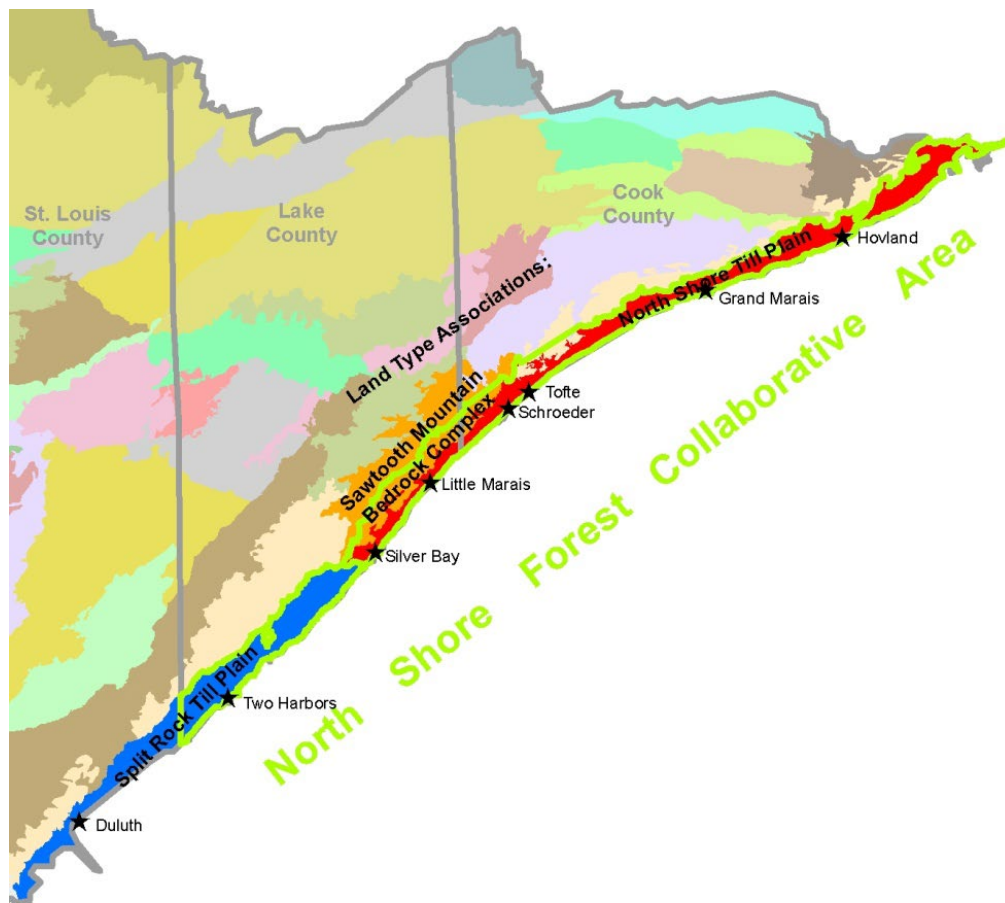 St. Louis
County
Lake
County
Cook
County
Land Type Associations:
North Shore Till Plain
Hovland
Grand Marais
Tofte
Schroeder
Sawtooth Mountain
Bedrock Complex
Little Marais
Silver Bay
Split Rock Till Plain
Two Harbors
Duluth
North Shore Forest Collaborative Area